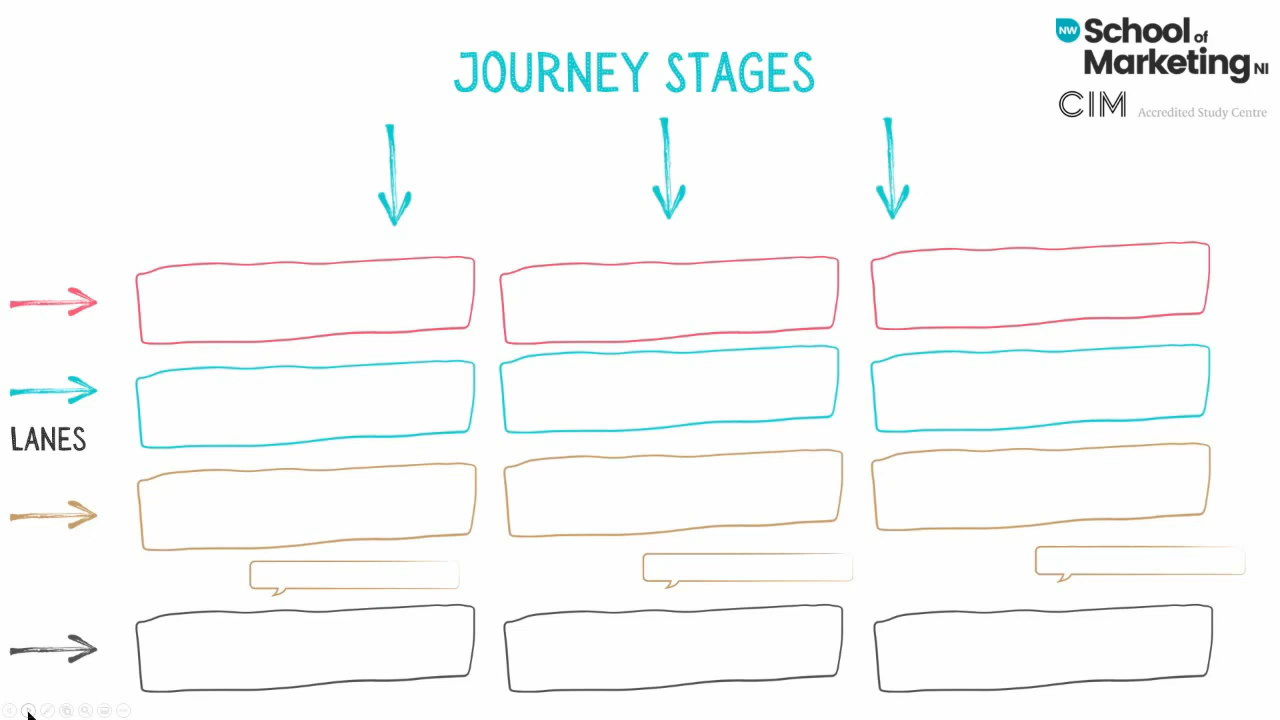 NW School of
Marketing NI
CIM Accredited Study Centre
JOURNEY STAGES
LANES